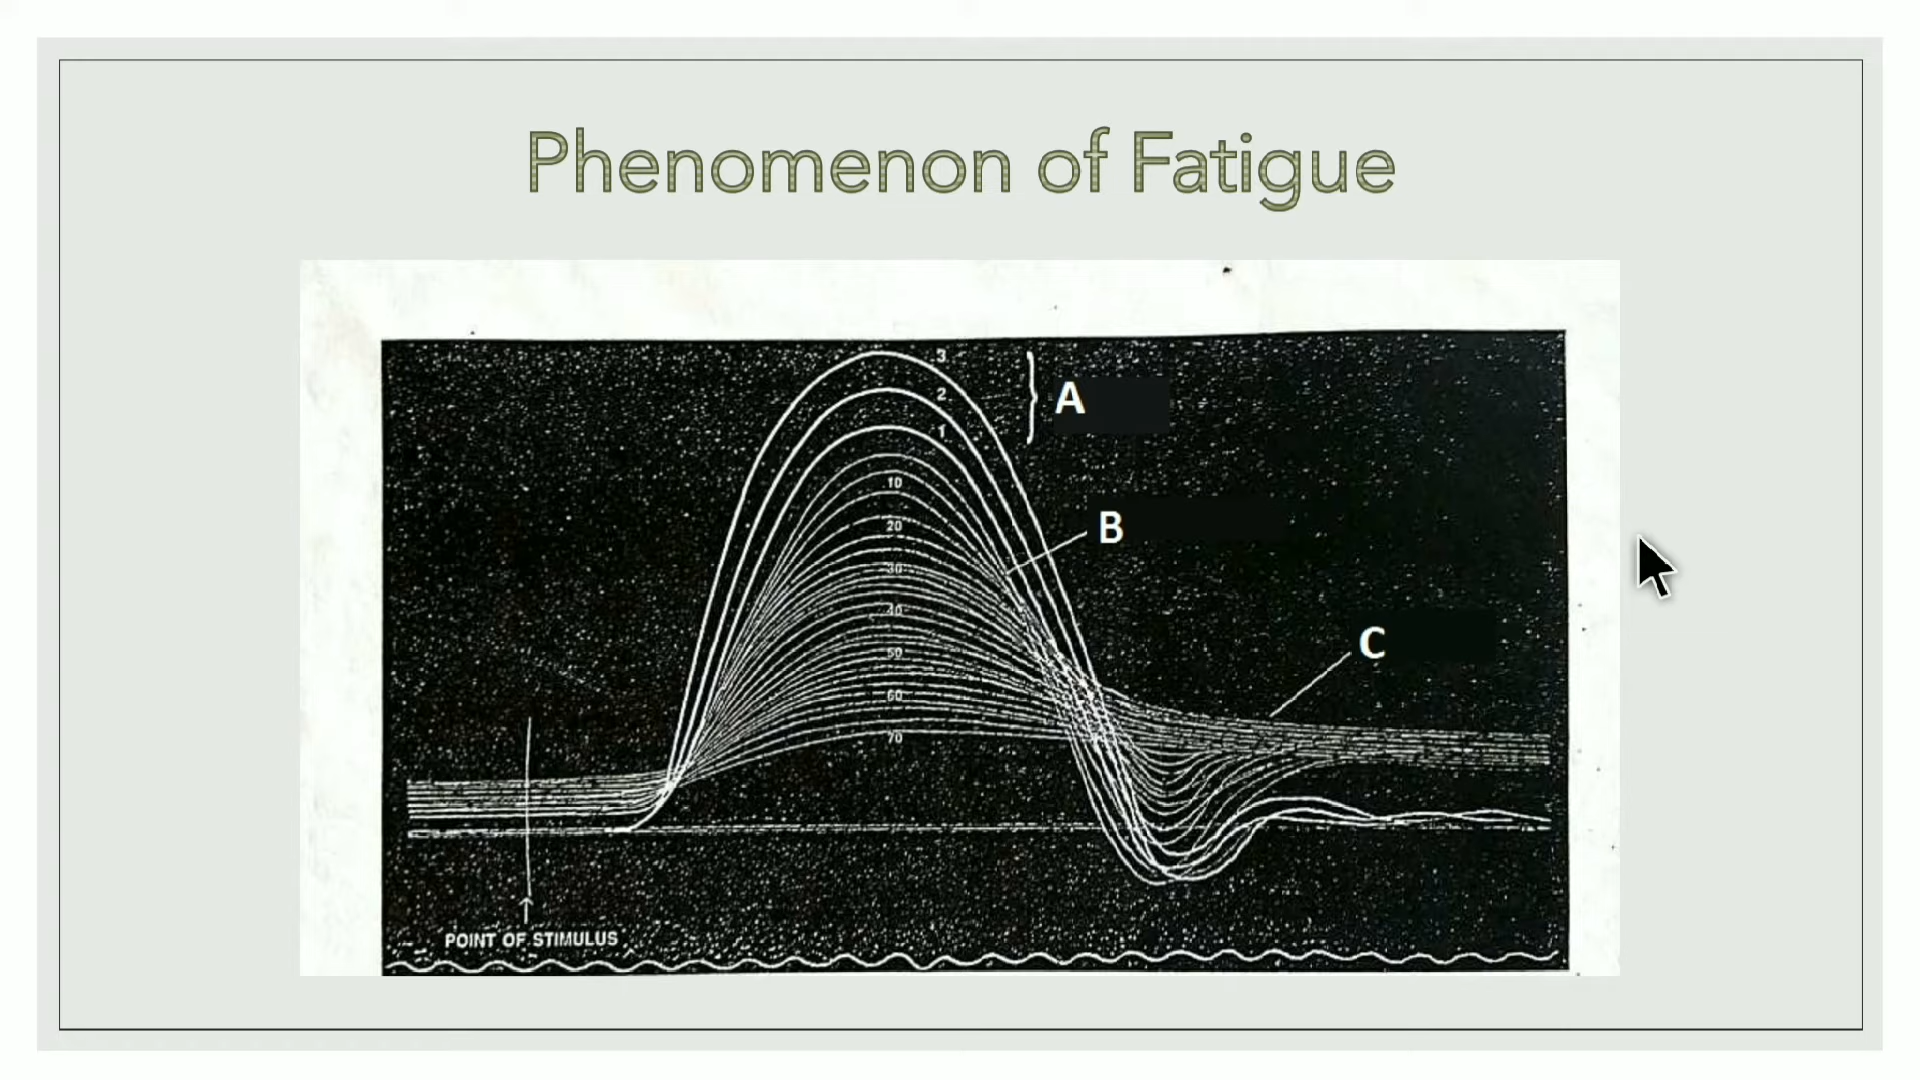 Phenomenon of Fatigue
3
A
2
1
10
20
B
30
40
C
50
60
70
POINT OF STIMULUS